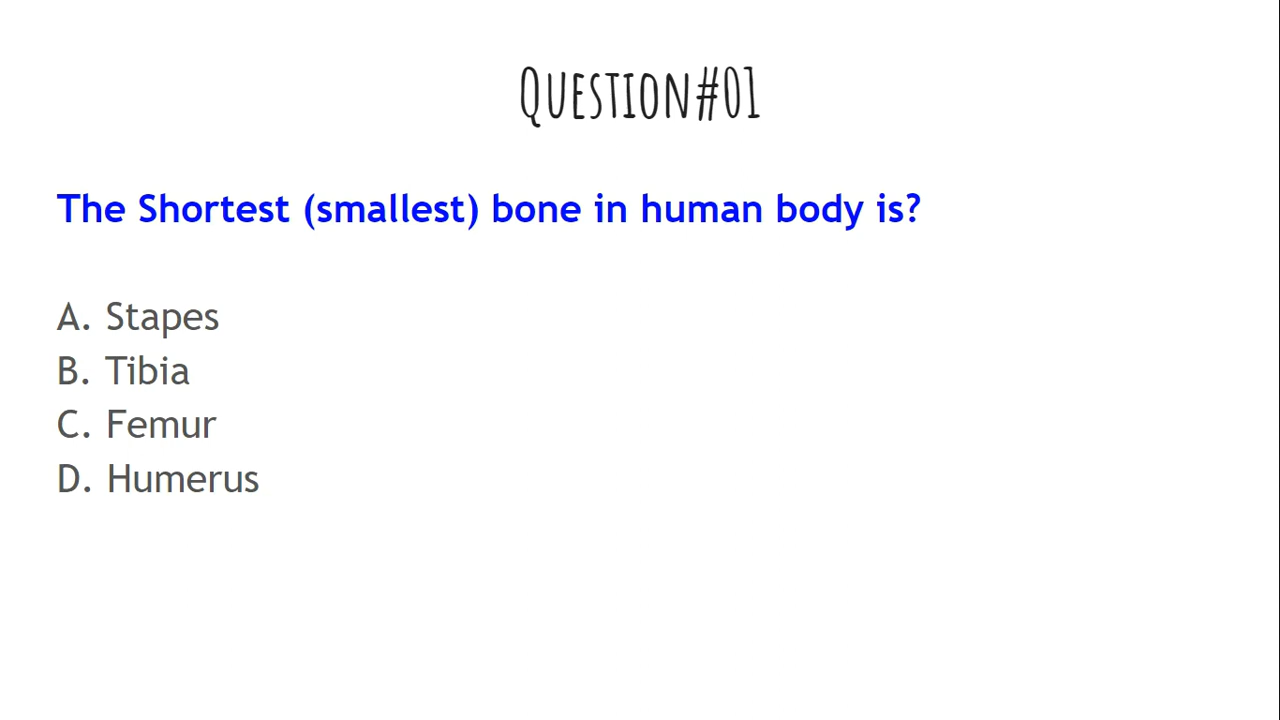 Question#01
The Shortest (smallest) bone in human body is?
A. Stapes
B. Tibia
C. Femur
D. Humerus